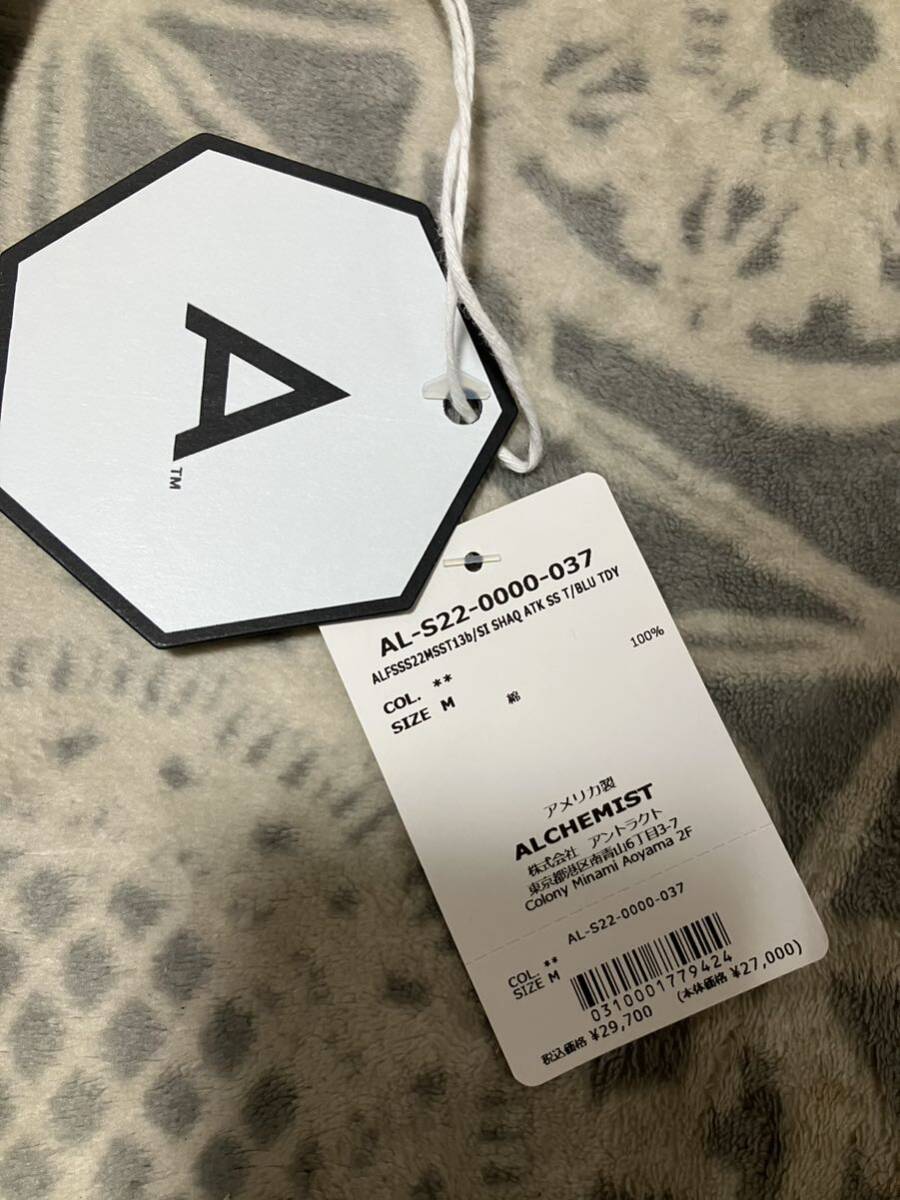 A
TM
AL-S22-0000-037
ALFSSS22MSST13b/SI SHAQ ATK SS T/BLU TDY
COL. **
SIZE M
綿 100%
アメリカ製
ALCHEMIST
株式会社 アントラクト
東京都港区南青山6丁目3-7
Colony Minami Aoyama 2F
AL-S22-0000-037
COL. **
SIZE M
0310001779424
税込価格 ¥29,700 (本体価格 ¥27,000)